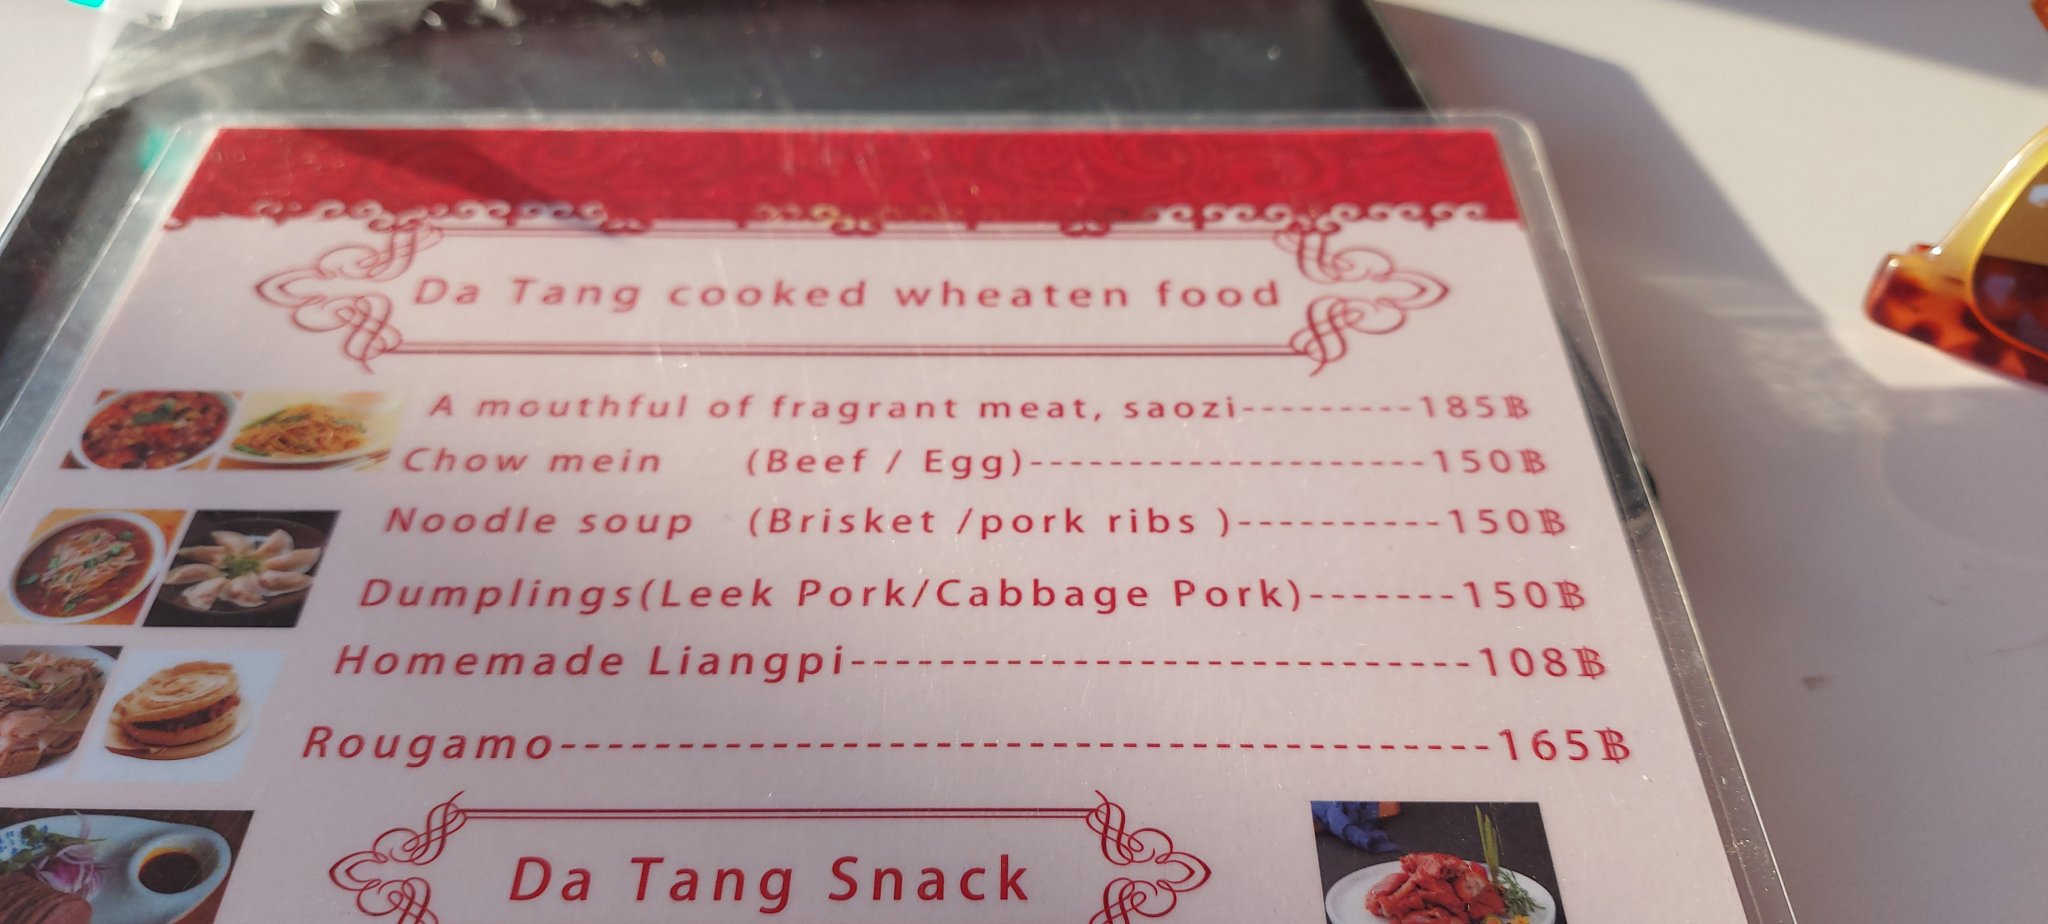 Da Tang cooked wheaten food
A mouthful of fragrant meat, saozi---------185฿
Chow mein (Beef / Egg)--------------------150฿
Noodle soup (Brisket /pork ribs )----------150฿
Dumplings(Leek Pork/Cabbage Pork)-------150฿
Homemade Liangpi-------------------------------108฿
Rougamo----------------------------------------165฿
Da Tang Snack